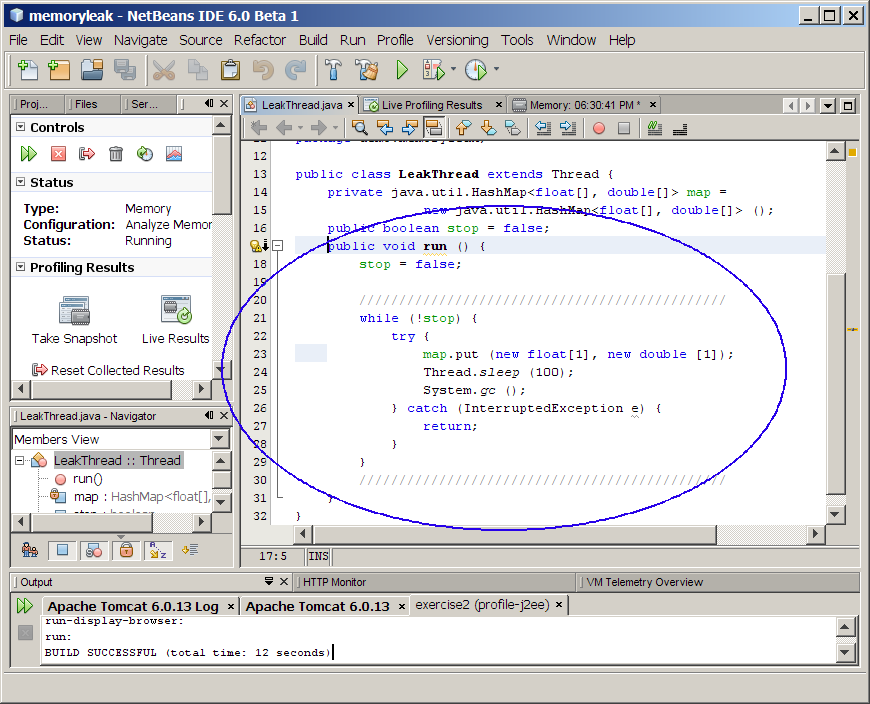 memoryleak - NetBeans IDE 6.0 Beta 1
File Edit View Navigate Source Refactor Build Run Profile Versioning Tools Window Help
Proj... Files Ser...
Controls
Status
Type: Memory
Configuration: Analyze Memor
Status: Running
Profiling Results
Take Snapshot Live Results
Reset Collected Results
LeakThread.java - Navigator
Members View
LeakThread :: Thread
run()
map : HashMap<float[],
LeakThread.java Live Profiling Results Memory: 06:30:41 PM *
12
13 public class LeakThread extends Thread {
14 private java.util.HashMap<float[], double[]> map =
15 new java.util.HashMap<float[], double[]> ();
16 public boolean stop = false;
public void run () {
18 stop = false;
19
20 //////////////////////////////////////////////
21 while (!stop) {
22 try {
23 map.put (new float[1], new double [1]);
24 Thread.sleep (100);
25 System.gc ();
26 } catch (InterruptedException e) {
27 return;
28 }
29 }
30 //////////////////////////////////////////////
31 }
32 }
17:5 INS
Output HTTP Monitor VM Telemetry Overview
Apache Tomcat 6.0.13 Log Apache Tomcat 6.0.13 exercise2 (profile-j2ee)
run-display-browser:
run:
BUILD SUCCESSFUL (total time: 12 seconds)